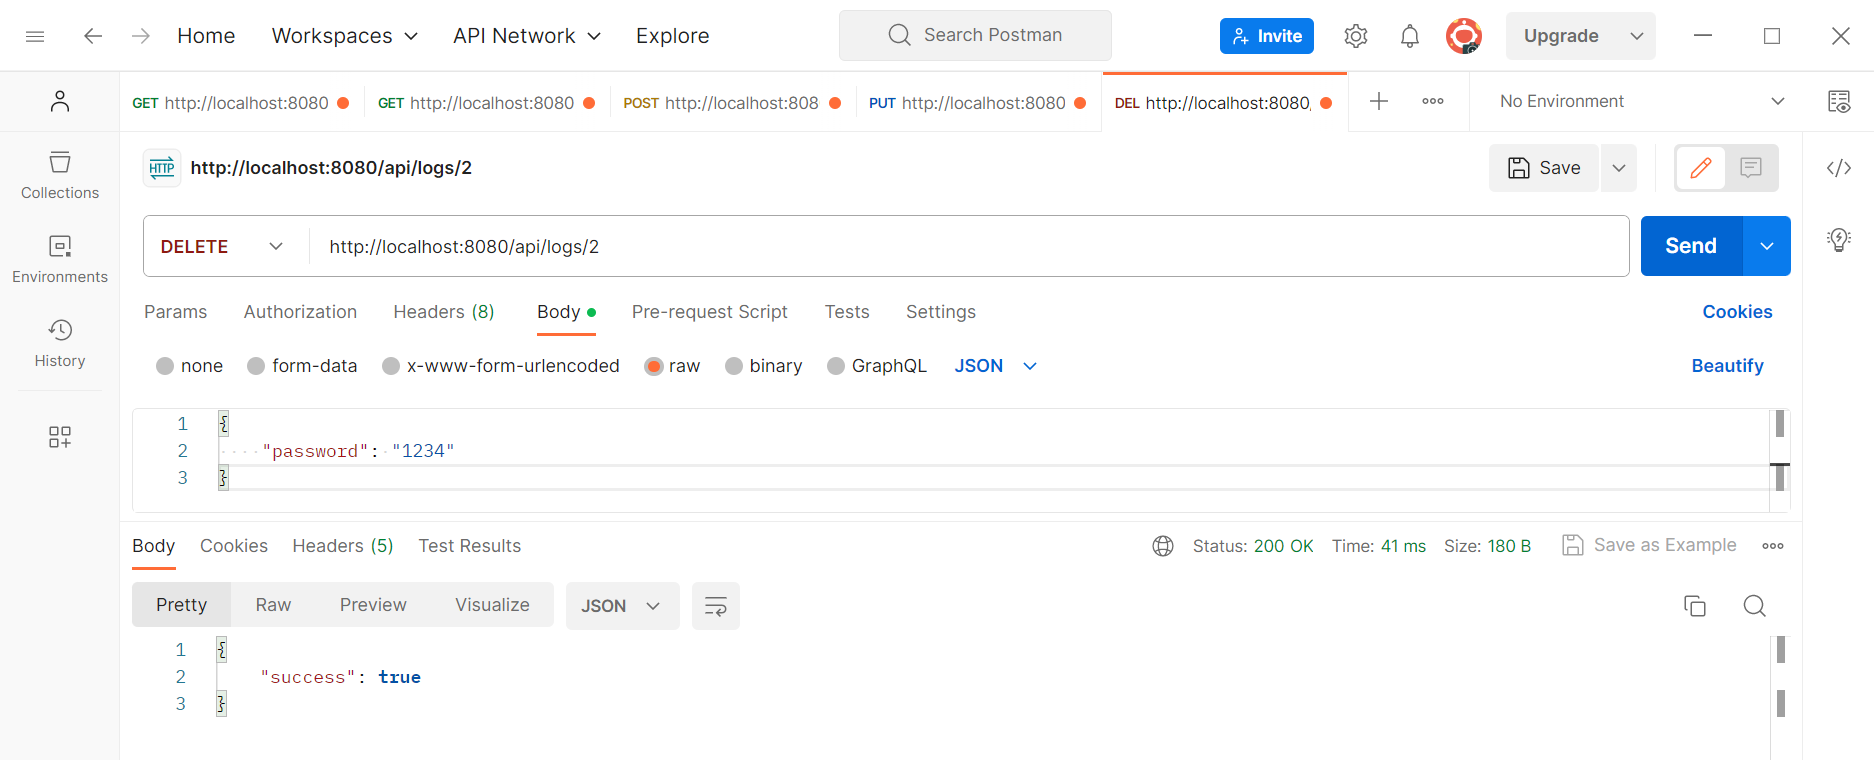 Home Workspaces API Network Explore Search Postman Invite Upgrade
GET http://localhost:8080 GET http://localhost:8080 POST http://localhost:808 PUT http://localhost:8080 DEL http://localhost:8080, No Environment
HTTP http://localhost:8080/api/logs/2 Save
Collections
DELETE http://localhost:8080/api/logs/2 Send
Environments
Params Authorization Headers (8) Body Pre-request Script Tests Settings Cookies
History
none form-data x-www-form-urlencoded raw binary GraphQL JSON Beautify
1 {
2 "password": "1234"
3 }
Body Cookies Headers (5) Test Results Status: 200 OK Time: 41 ms Size: 180 B Save as Example
Pretty Raw Preview Visualize JSON
1 {
2 "success": true
3 }